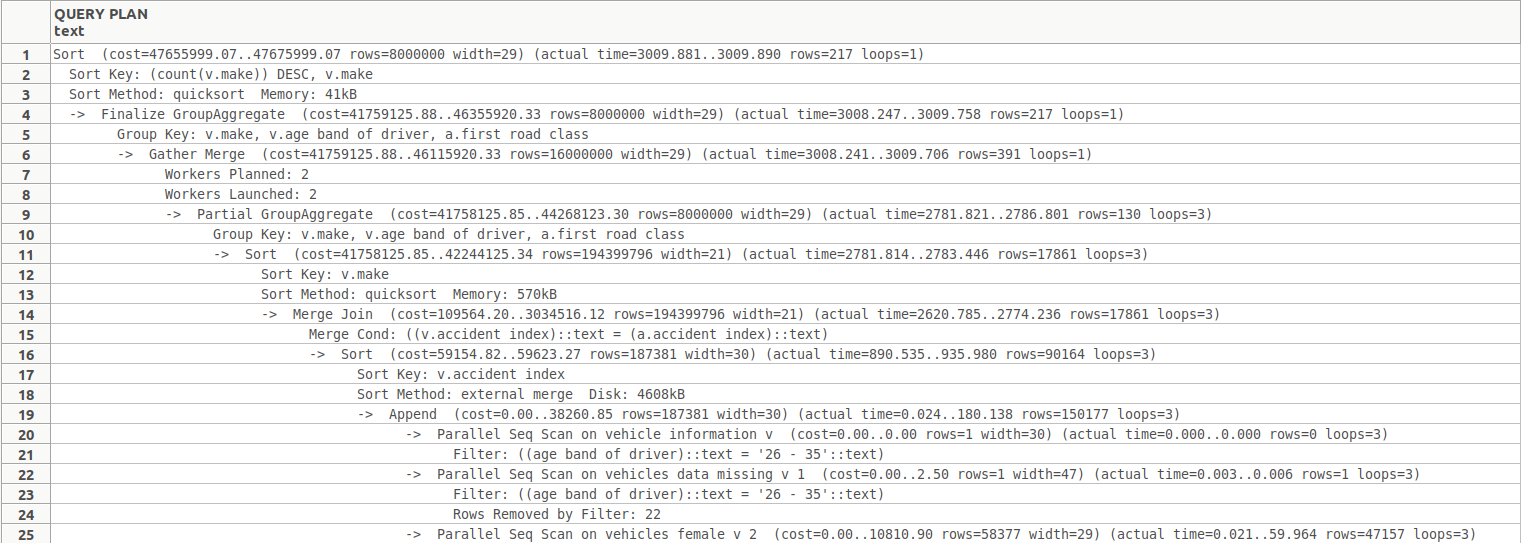 QUERY PLAN
text
1 Sort (cost=47655999.07..47675999.07 rows=8000000 width=29) (actual time=3009.881..3009.890 rows=217 loops=1)
2 Sort Key: (count(v.make)) DESC, v.make
3 Sort Method: quicksort Memory: 41kB
4 -> Finalize GroupAggregate (cost=41759125.88..46355920.33 rows=8000000 width=29) (actual time=3008.247..3009.758 rows=217 loops=1)
5 Group Key: v.make, v.age band of driver, a.first road class
6 -> Gather Merge (cost=41759125.88..46115920.33 rows=16000000 width=29) (actual time=3008.241..3009.706 rows=391 loops=1)
7 Workers Planned: 2
8 Workers Launched: 2
9 -> Partial GroupAggregate (cost=41758125.85..44268123.30 rows=8000000 width=29) (actual time=2781.821..2786.801 rows=130 loops=3)
10 Group Key: v.make, v.age band of driver, a.first road class
11 -> Sort (cost=41758125.85..42244125.34 rows=194399796 width=21) (actual time=2781.814..2783.446 rows=17861 loops=3)
12 Sort Key: v.make
13 Sort Method: quicksort Memory: 570kB
14 -> Merge Join (cost=109564.20..3034516.12 rows=194399796 width=21) (actual time=2620.785..2774.236 rows=17861 loops=3)
15 Merge Cond: ((v.accident index)::text = (a.accident index)::text)
16 -> Sort (cost=59154.82..59623.27 rows=187381 width=30) (actual time=890.535..935.980 rows=90164 loops=3)
17 Sort Key: v.accident index
18 Sort Method: external merge Disk: 4608kB
19 -> Append (cost=0.00..38260.85 rows=187381 width=30) (actual time=0.024..180.138 rows=150177 loops=3)
20 -> Parallel Seq Scan on vehicle information v (cost=0.00..0.00 rows=1 width=30) (actual time=0.000..0.000 rows=0 loops=3)
21 Filter: ((age band of driver)::text = '26 - 35'::text)
22 -> Parallel Seq Scan on vehicles data missing v 1 (cost=0.00..2.50 rows=1 width=47) (actual time=0.003..0.006 rows=1 loops=3)
23 Filter: ((age band of driver)::text = '26 - 35'::text)
24 Rows Removed by Filter: 22
25 -> Parallel Seq Scan on vehicles female v 2 (cost=0.00..10810.90 rows=58377 width=29) (actual time=0.021..59.964 rows=47157 loops=3)